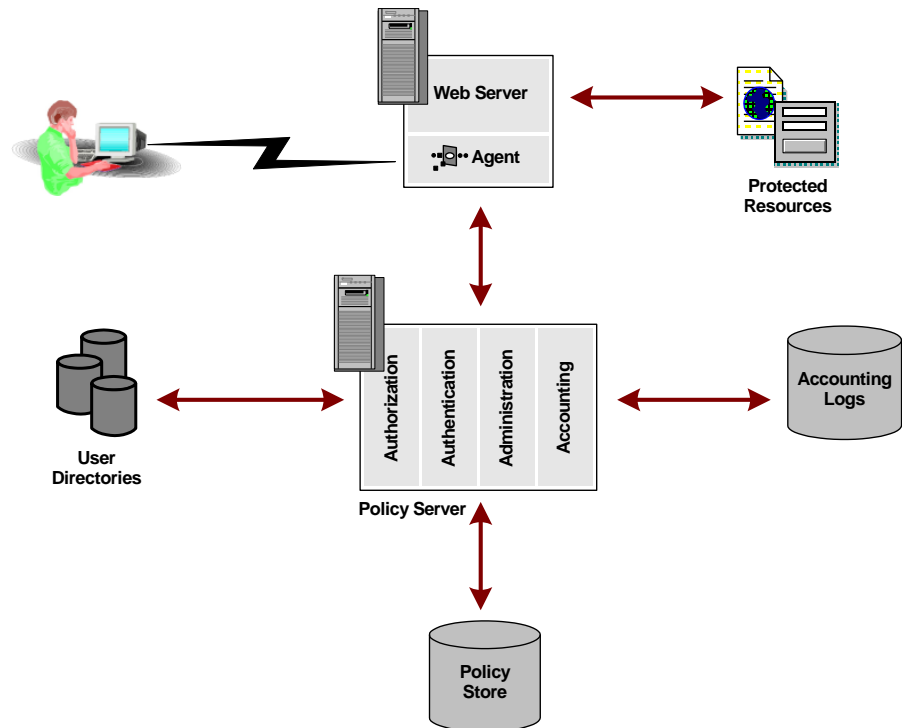 Web Server
Agent
Protected
Resources
Authorization
Authentication
Administration
Accounting
Policy Server
User
Directories
Accounting
Logs
Policy
Store